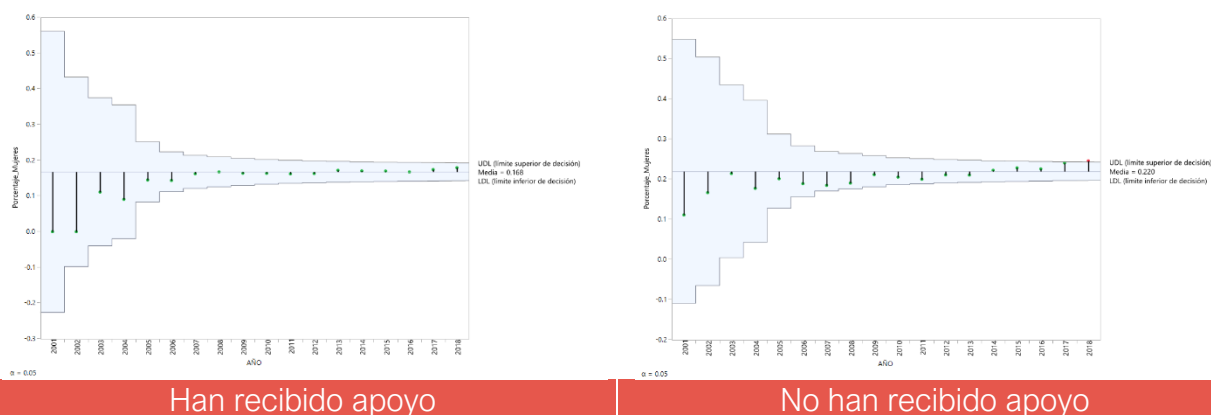 0.6
0.5
0.4
0.3
0.2
0.1
0.0
-0.1
-0.2
-0.3
Porcentaje_Mujeres
2001 2002 2003 2004 2005 2006 2007 2008 2009 2010 2011 2012 2013 2014 2015 2016 2017 2018
AÑO
α = 0.05
UDL (límite superior de decisión)
Media = 0.168
LDL (límite inferior de decisión)
Han recibido apoyo
0.6
0.5
0.4
0.3
0.2
0.1
0.0
-0.1
-0.2
Porcentaje_Mujeres
2001 2002 2003 2004 2005 2006 2007 2008 2009 2010 2011 2012 2013 2014 2015 2016 2017 2018
AÑO
α = 0.05
UDL (límite superior de decisión)
Media = 0.220
LDL (límite inferior de decisión)
No han recibido apoyo